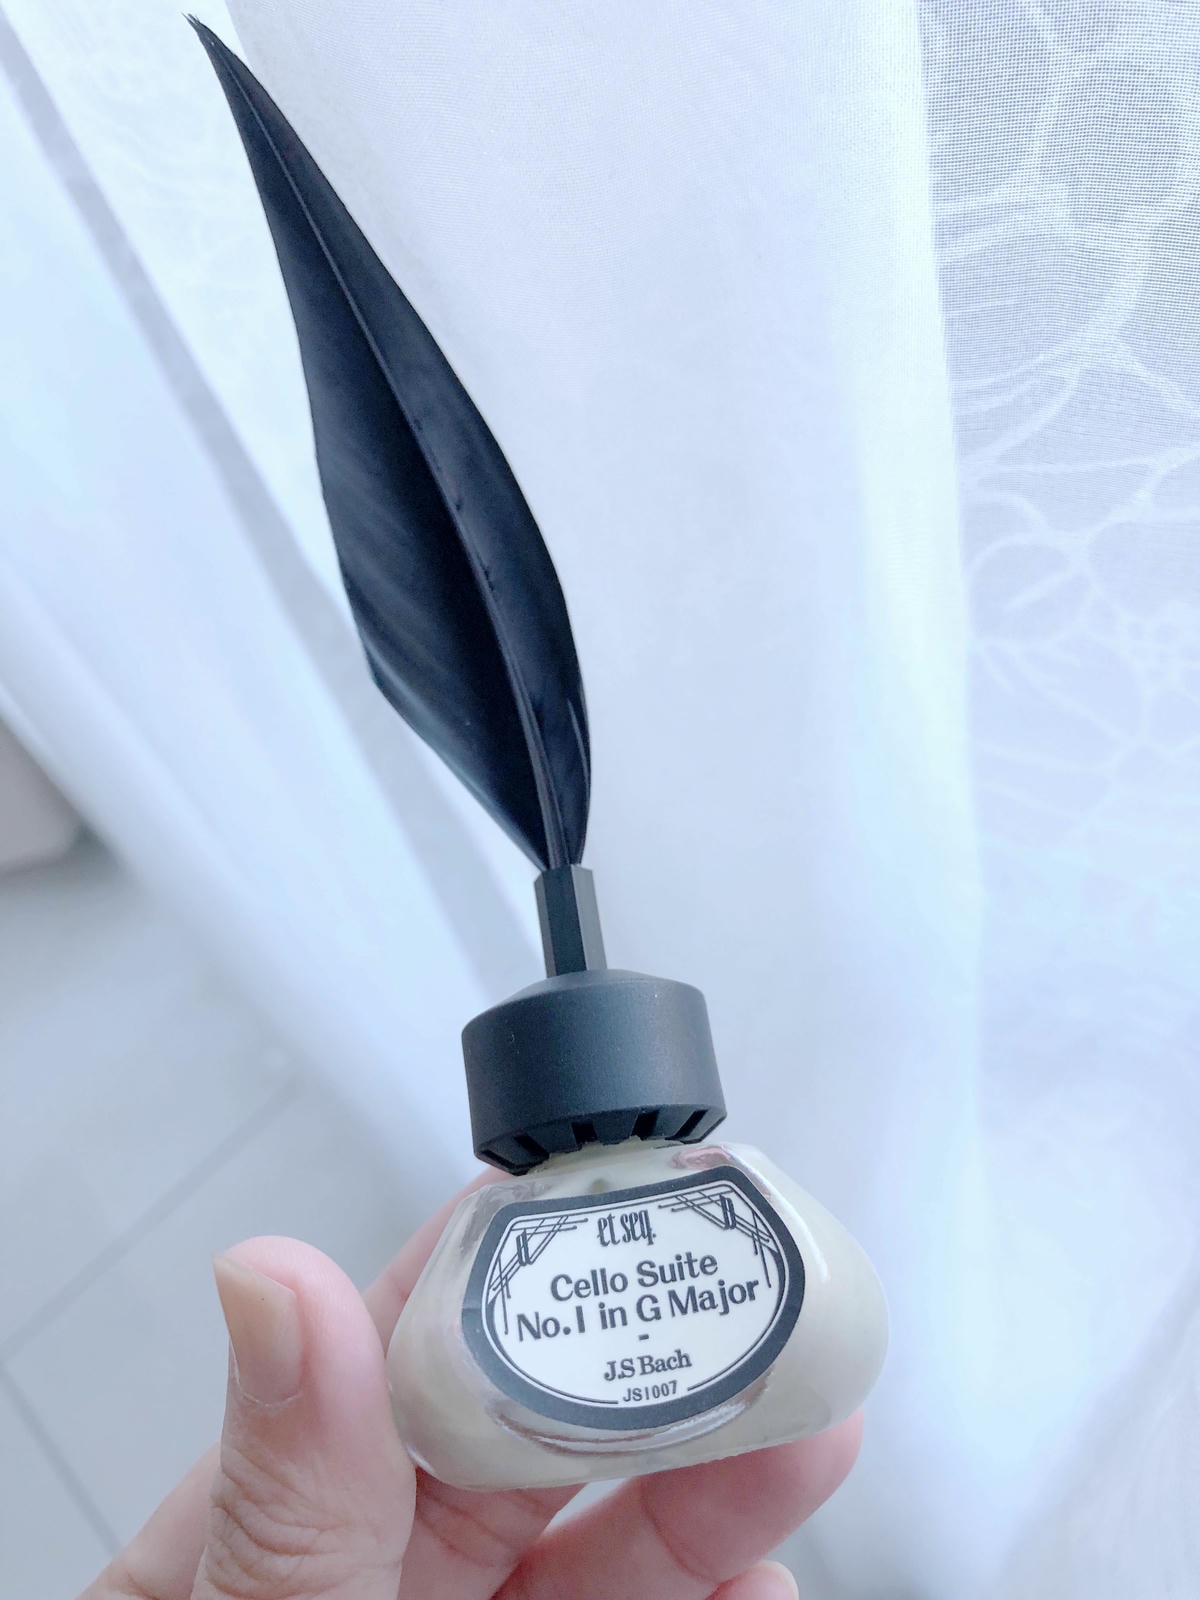 et seq.
Cello Suite
No.1 in G Major
-
J.S Bach
JS1007